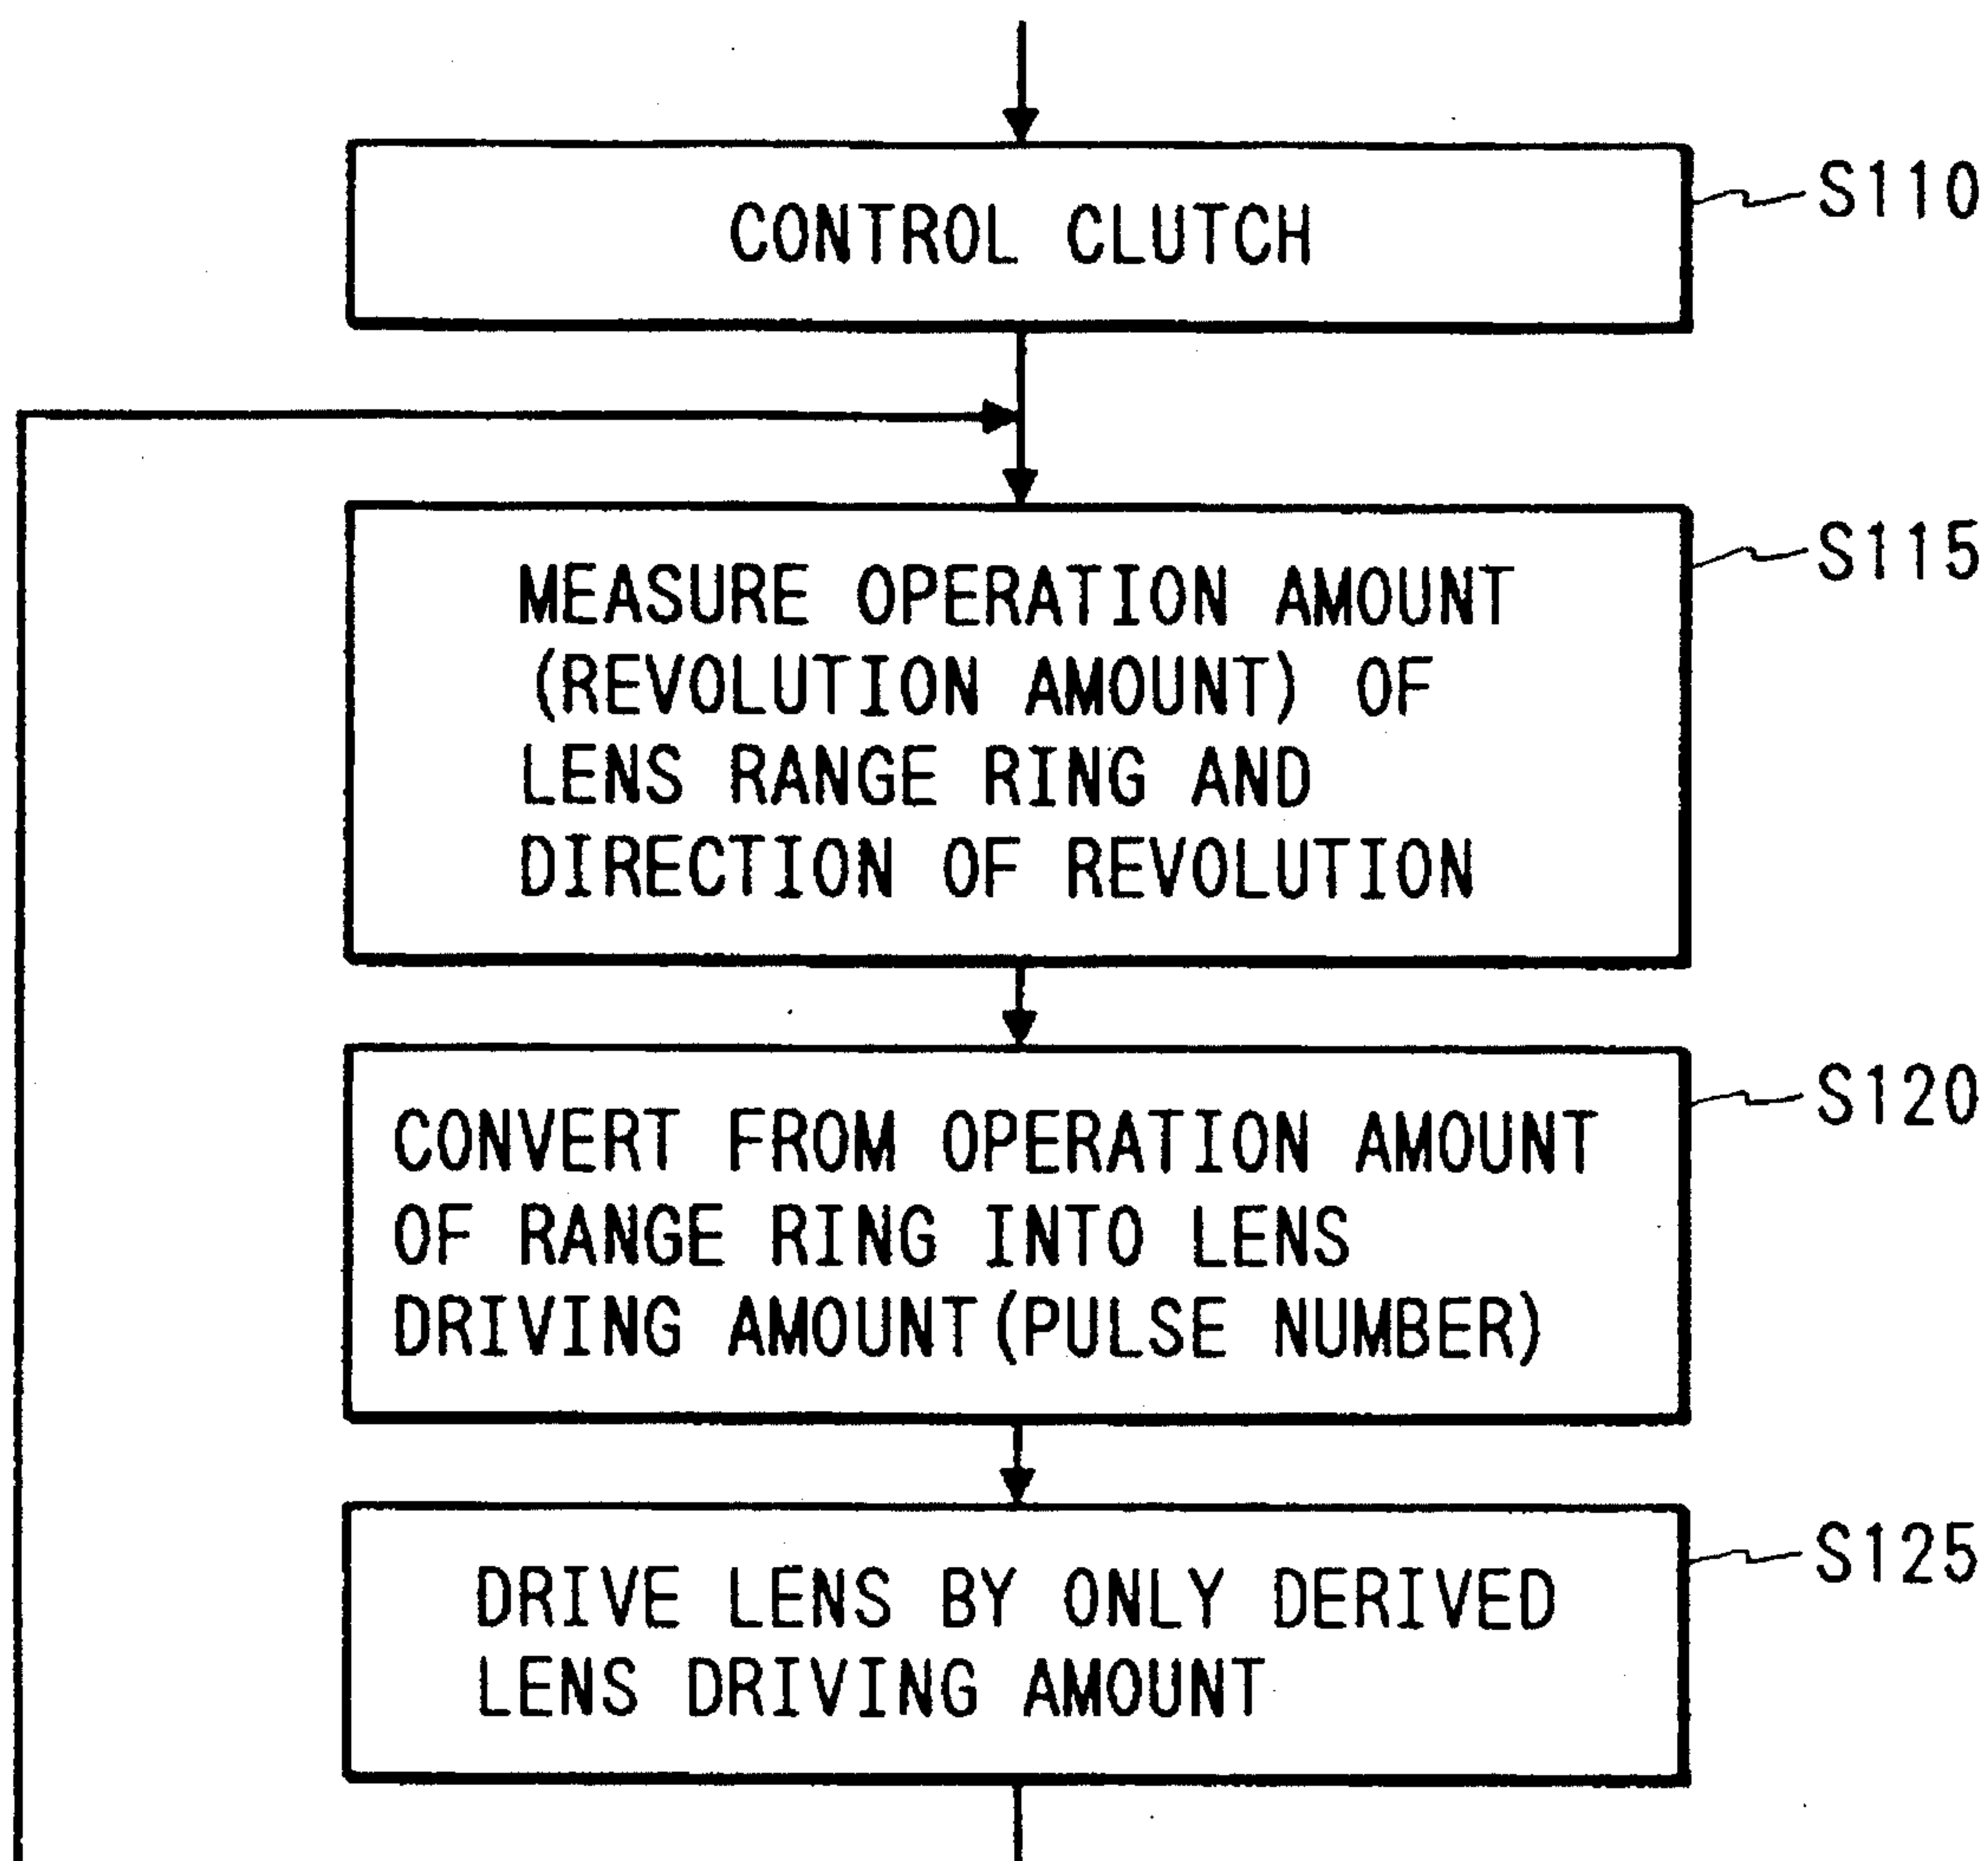 CONTROL CLUTCH
S110
MEASURE OPERATION AMOUNT
(REVOLUTION AMOUNT) OF
LENS RANGE RING AND
DIRECTION OF REVOLUTION
S115
CONVERT FROM OPERATION AMOUNT
OF RANGE RING INTO LENS
DRIVING AMOUNT(PULSE NUMBER)
S120
DRIVE LENS BY ONLY DERIVED
LENS DRIVING AMOUNT
S125